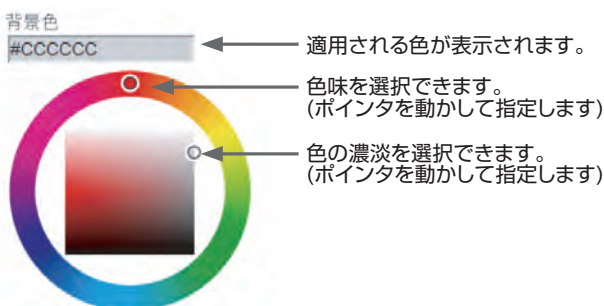 背景色
#CCCCCC
適用される色が表示されます。
色味を選択できます。
(ポインタを動かして指定します)
色の濃淡を選択できます。
(ポインタを動かして指定します)